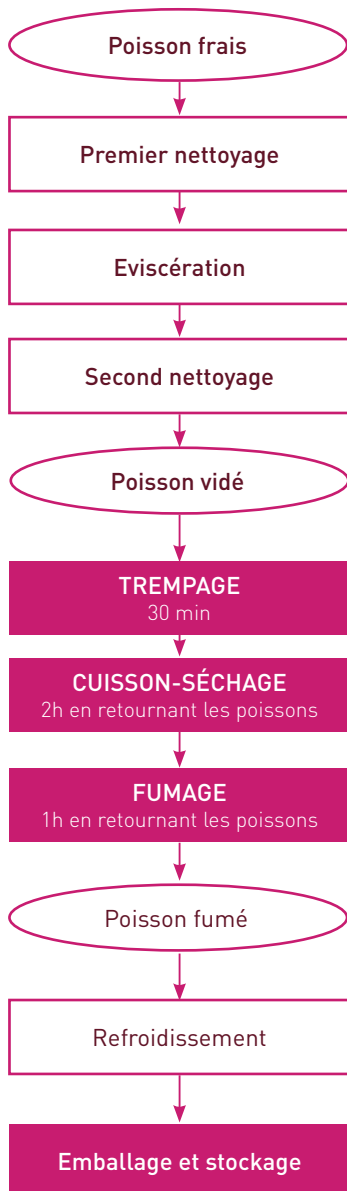 Poisson frais
Premier nettoyage
Eviscération
Second nettoyage
Poisson vidé
TREMPAGE
30 min
CUISSON-SÉCHAGE
2h en retournant les poissons
FUMAGE
1h en retournant les poissons
Poisson fumé
Refroidissement
Emballage et stockage